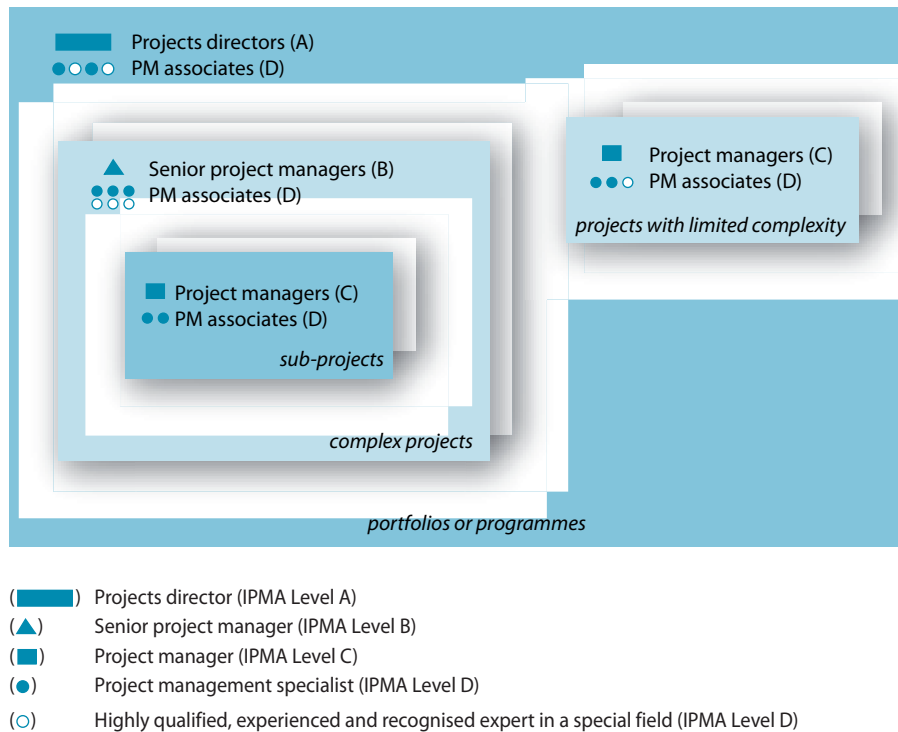 Projects directors (A)
PM associates (D)
Senior project managers (B)
PM associates (D)
Project managers (C)
PM associates (D)
sub-projects
complex projects
Project managers (C)
PM associates (D)
projects with limited complexity
portfolios or programmes
( ) Projects director (IPMA Level A)
( ) Senior project manager (IPMA Level B)
( ) Project manager (IPMA Level C)
( ) Project management specialist (IPMA Level D)
( ) Highly qualified, experienced and recognised expert in a special field (IPMA Level D)